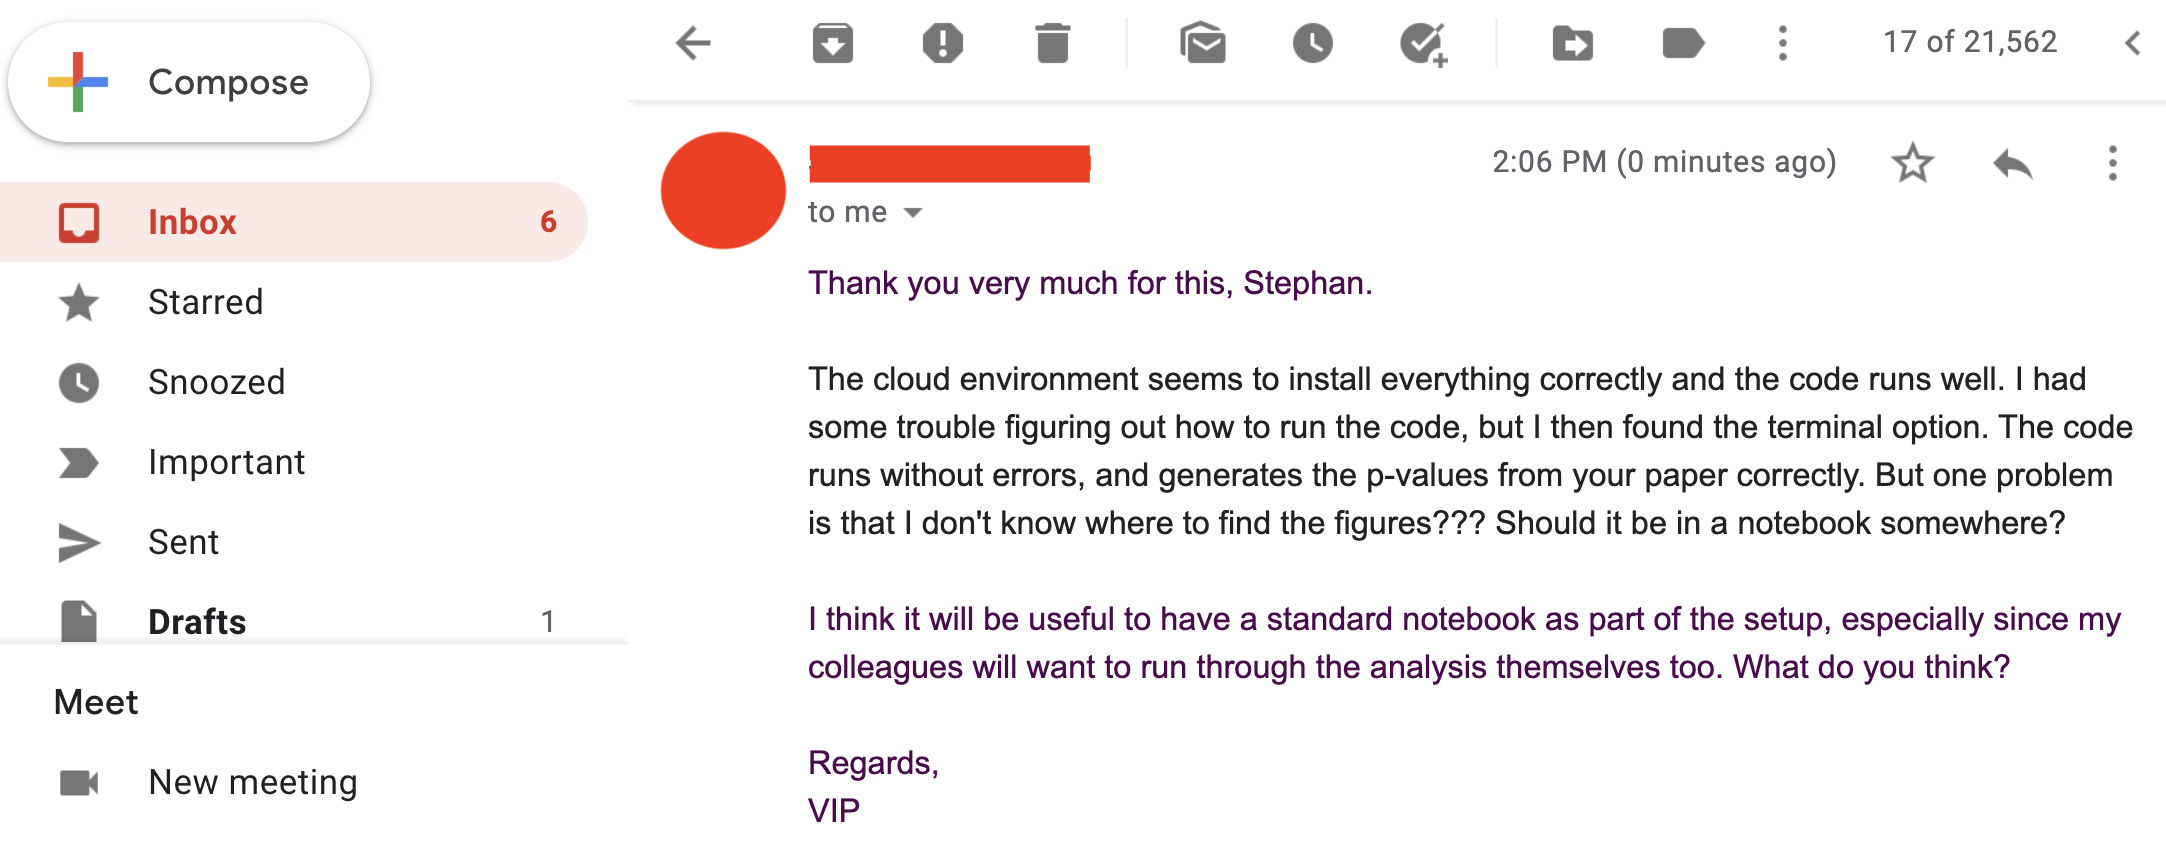 Compose
17 of 21,562
Inbox 6
Starred
Snoozed
Important
Sent
Drafts 1
Meet
New meeting
2:06 PM (0 minutes ago)
to me
Thank you very much for this, Stephan.
The cloud environment seems to install everything correctly and the code runs well. I had
some trouble figuring out how to run the code, but I then found the terminal option. The code
runs without errors, and generates the p-values from your paper correctly. But one problem
is that I don't know where to find the figures??? Should it be in a notebook somewhere?
I think it will be useful to have a standard notebook as part of the setup, especially since my
colleagues will want to run through the analysis themselves too. What do you think?
Regards,
VIP